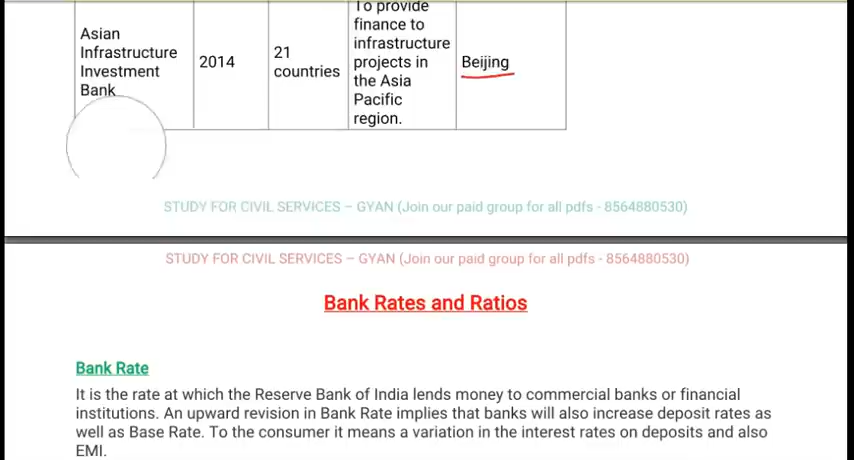 Asian
Infrastructure
Investment
Bank
2014
21
countries
To provide
finance to
infrastructure
projects in
the Asia
Pacific
region.
Beijing
STUDY FOR CIVIL SERVICES – GYAN (Join our paid group for all pdfs - 8564880530)
STUDY FOR CIVIL SERVICES – GYAN (Join our paid group for all pdfs - 8564880530)
Bank Rates and Ratios
Bank Rate
It is the rate at which the Reserve Bank of India lends money to commercial banks or financial
institutions. An upward revision in Bank Rate implies that banks will also increase deposit rates as
well as Base Rate. To the consumer it means a variation in the interest rates on deposits and also
EMI.